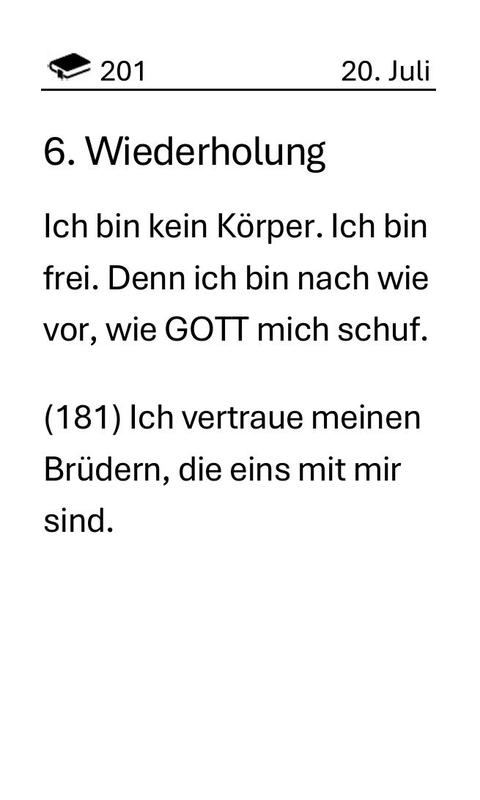 201 20. Juli
6. Wiederholung
Ich bin kein Körper. Ich bin
frei. Denn ich bin nach wie
vor, wie GOTT mich schuf.
(181) Ich vertraue meinen
Brüdern, die eins mit mir
sind.